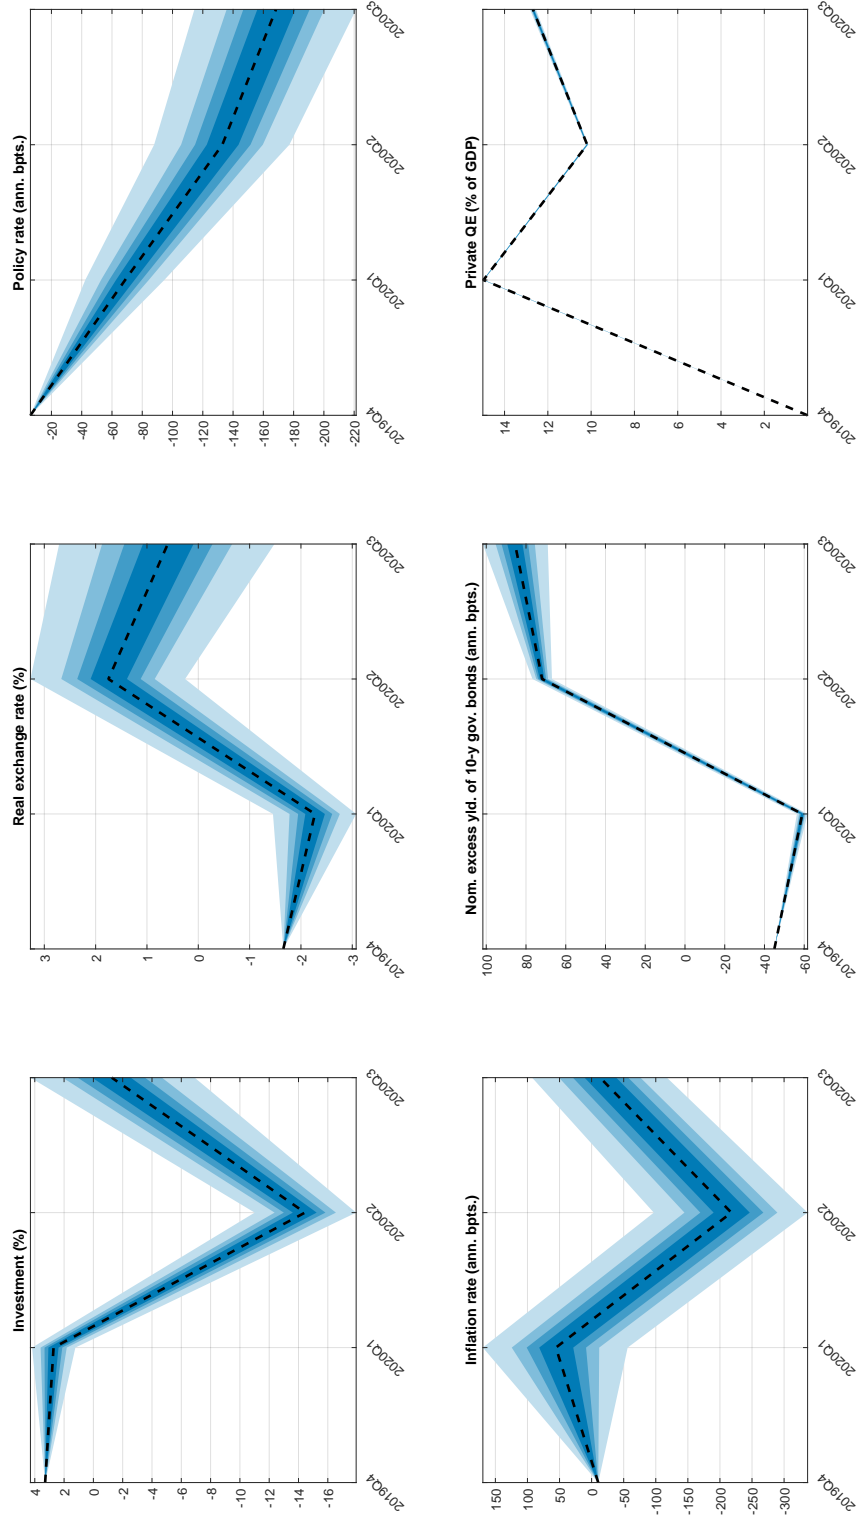 Investment (%)
4
2
0
-2
-4
-6
-8
-10
-12
-14
-16
2019Q4
2020Q1
2020Q2
2020Q3
Real exchange rate (%)
3
2
1
0
-1
-2
-3
2019Q4
2020Q1
2020Q2
2020Q3
Policy rate (ann. bpts.)
-20
-40
-60
-80
-100
-120
-140
-160
-180
-200
-220
2019Q4
2020Q1
2020Q2
2020Q3
Inflation rate (ann. bpts.)
150
100
50
0
-50
-100
-150
-200
-250
-300
2019Q4
2020Q1
2020Q2
2020Q3
Nom. excess yld. of 10-y gov. bonds (ann. bpts.)
100
80
60
40
20
0
-20
-40
-60
2019Q4
2020Q1
2020Q2
2020Q3
Private QE (% of GDP)
14
12
10
8
6
4
2
2019Q4
2020Q1
2020Q2
2020Q3